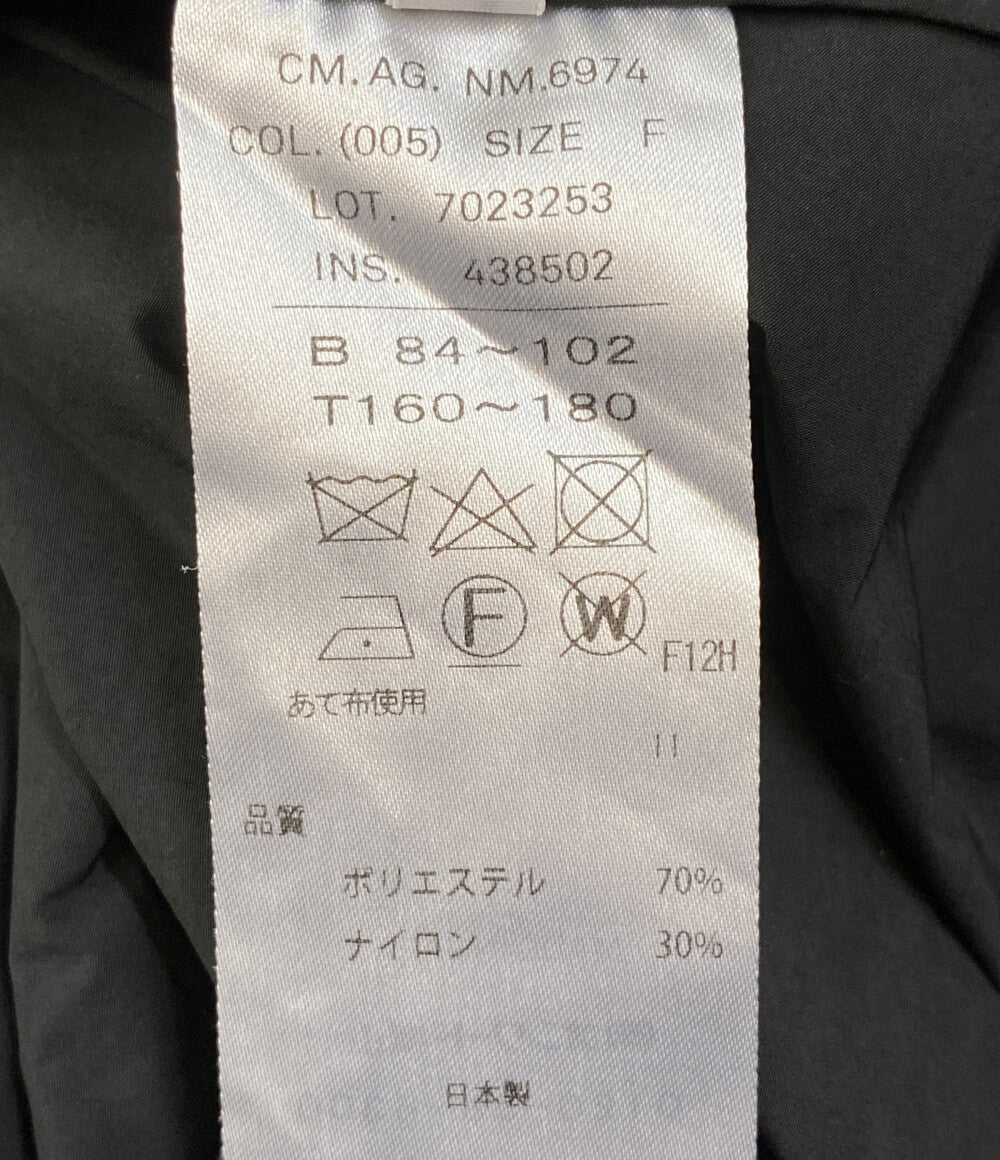 CM.AG. NM.6974
COL.(005) SIZE F
LOT. 7023253
INS. 438502
B 84～102
T160～180
F W
F12H
あて布使用
11
品質
ポリエステル 70%
ナイロン 30%
日本製